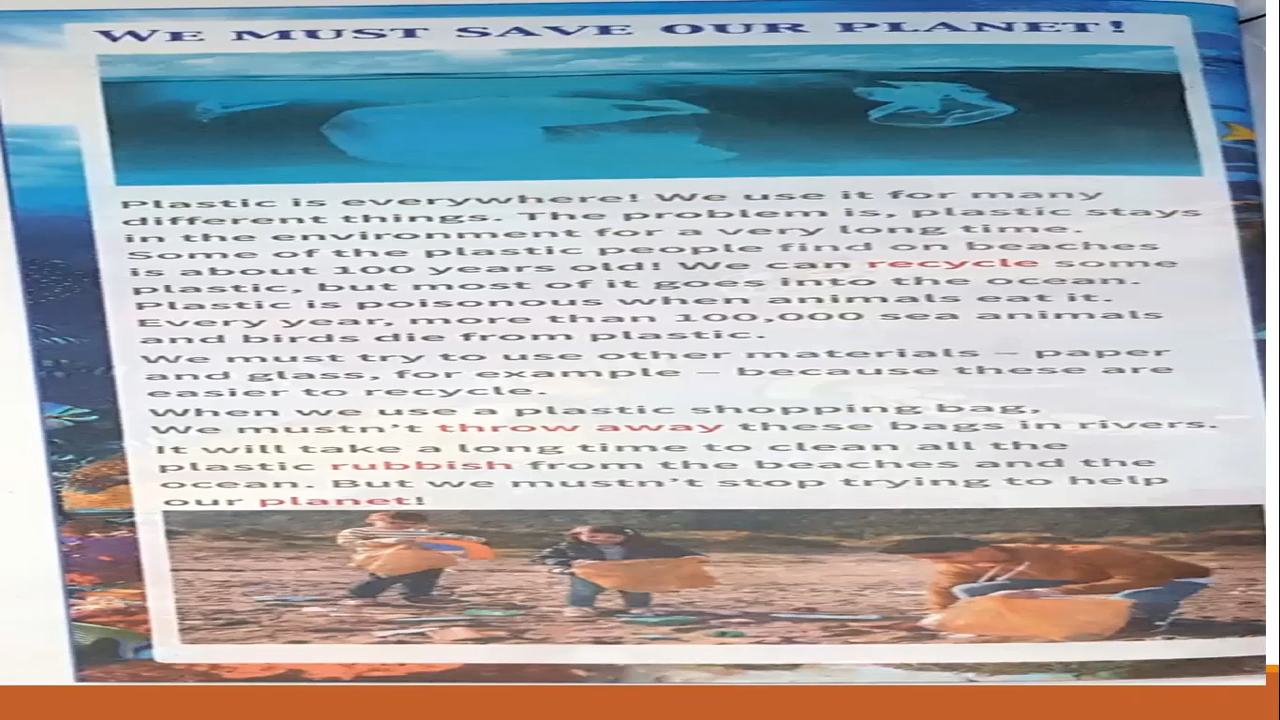 WE MUST SAVE OUR PLANET!
Plastic is everywhere! We use it for many
different things. The problem is, plastic stays
in the environment for a very long time.
Some of the plastic people find on beaches
is about 100 years old! We can recycle some
plastic, but most of it goes into the ocean.
Plastic is poisonous when animals eat it.
Every year, more than 100,000 sea animals
and birds die from plastic.
We must try to use other materials – paper
and glass, for example – because these are
easier to recycle.
When we use a plastic shopping bag,
We mustn't throw away these bags in rivers.
It will take a long time to clean all the
plastic rubbish from the beaches and the
ocean. But we mustn't stop trying to help
our planet!